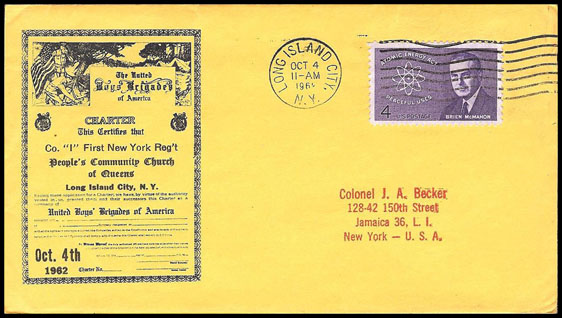 The United
Boys' Brigades
of America
CHARTER
This Certifies that
Co. "I" First New York Reg't
People's Community Church
of Queens
Long Island City, N. Y.
United Boys' Brigades of America
Oct. 4th
1962
Charter No.
LONG ISLAND CITY,
OCT 4
11-AM
N.Y.
ATOMIC ENERGY ACT
PEACEFUL USES
4
U.S. POSTAGE
BRIEN McMAHON
Colonel J. A. Becker
128-42 150th Street
Jamaica 36, L. I.
New York — U. S. A.